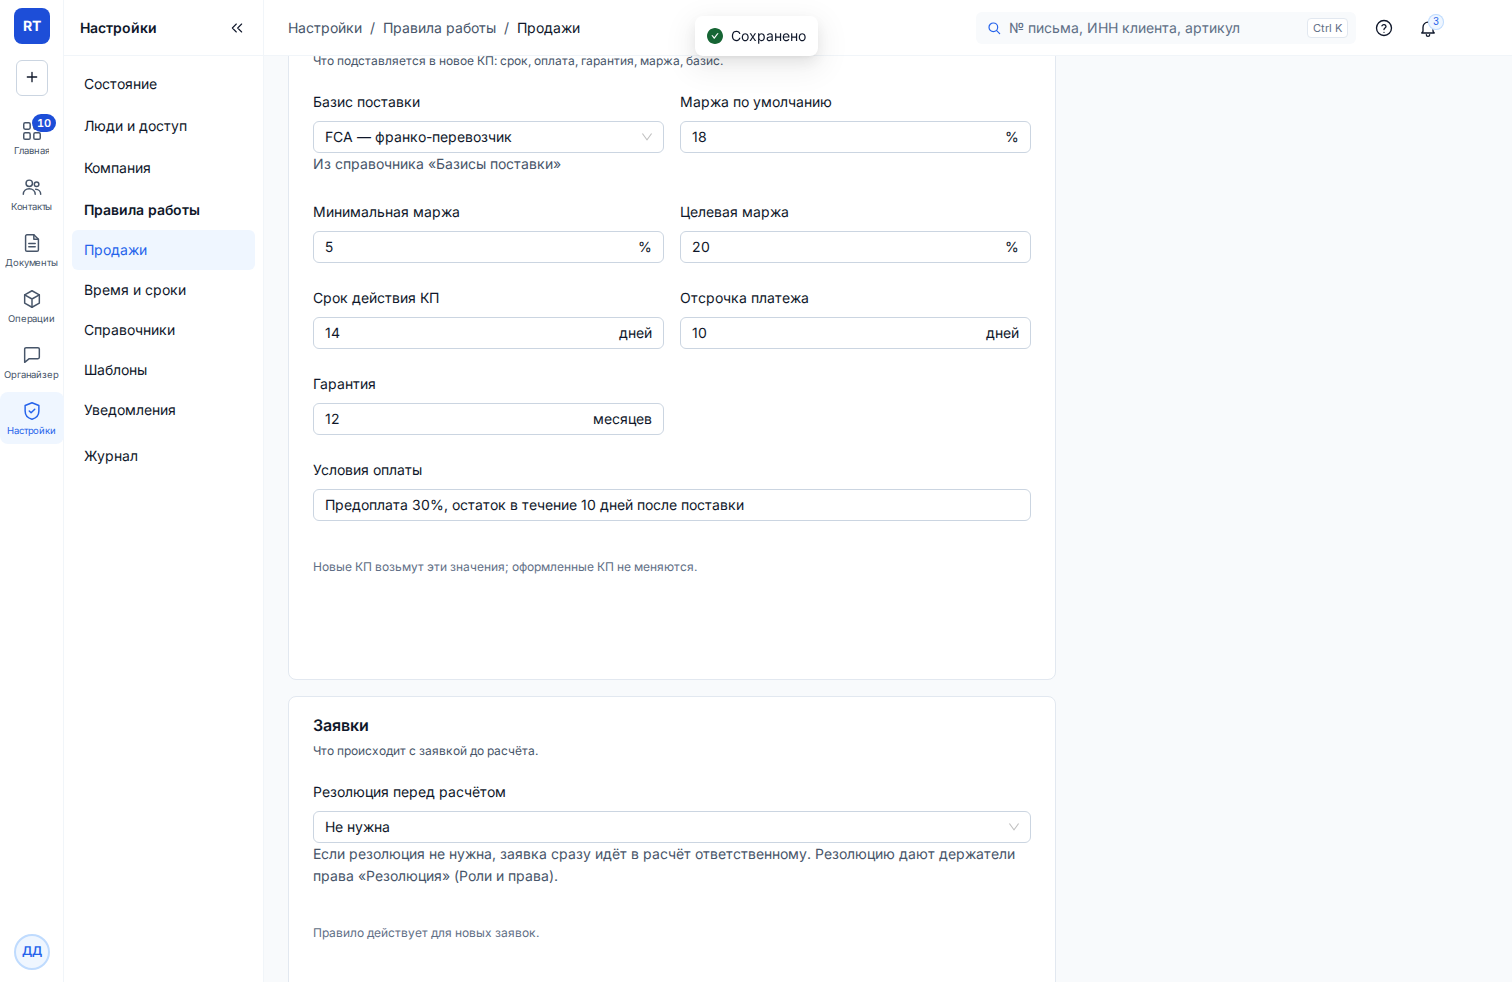 RT
Настройки
Настройки / Правила работы / Продажи
Сохранено
№ письма, ИНН клиента, артикул
Ctrl K
3
10
Главная
Контакты
Документы
Операции
Органайзер
Настройки
ДД
Состояние
Люди и доступ
Компания
Правила работы
Продажи
Время и сроки
Справочники
Шаблоны
Уведомления
Журнал
Что подставляется в новое КП: срок, оплата, гарантия, маржа, базис.
Базис поставки
FCA — франко-перевозчик
Из справочника «Базисы поставки»
Маржа по умолчанию
18 %
Минимальная маржа
5 %
Целевая маржа
20 %
Срок действия КП
14 дней
Отсрочка платежа
10 дней
Гарантия
12 месяцев
Условия оплаты
Предоплата 30%, остаток в течение 10 дней после поставки
Новые КП возьмут эти значения; оформленные КП не меняются.
Заявки
Что происходит с заявкой до расчёта.
Резолюция перед расчётом
Не нужна
Если резолюция не нужна, заявка сразу идёт в расчёт ответственному. Резолюцию дают держатели
права «Резолюция» (Роли и права).
Правило действует для новых заявок.